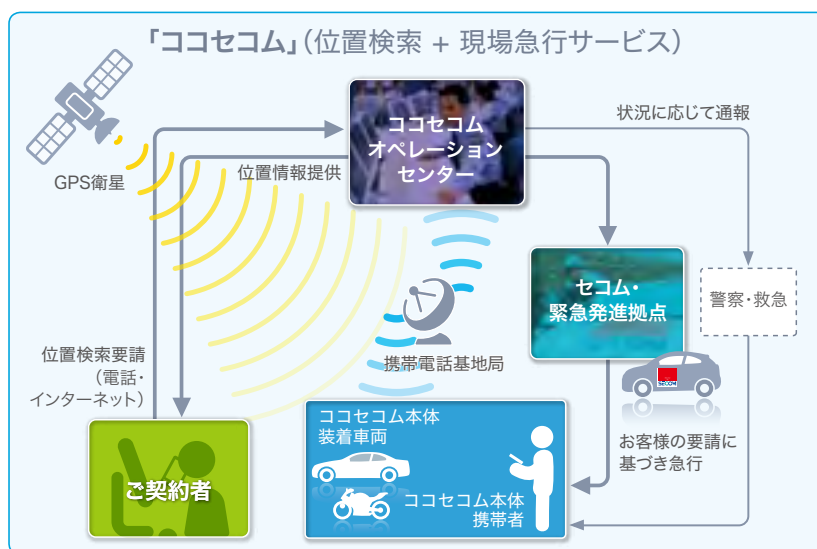 「ココセコム」（位置検索 + 現場急行サービス）
ココセコム
オペレーション
センター
状況に応じて通報
位置情報提供
GPS衛星
セコム・
緊急発進拠点
警察・救急
位置検索要請
（電話・
インターネット）
携帯電話基地局
SECOM
お客様の要請に
基づき急行
ココセコム本体
装着車両
ご契約者
ココセコム本体
携帯者